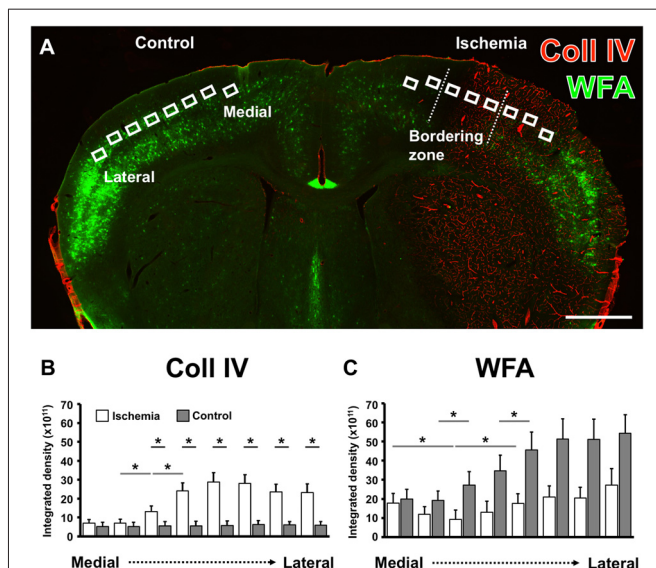 A
Control
Ischemia
Coll IV
WFA
Medial
Lateral
Bordering
zone
B
Coll IV
Integrated density (x10¹¹)
70
60
50
40
30
20
10
0
Ischemia
Control
* * * * * *
* *
Medial
Lateral
C
WFA
Integrated density (x10¹¹)
70
60
50
40
30
20
10
0
* *
* *
Medial
Lateral